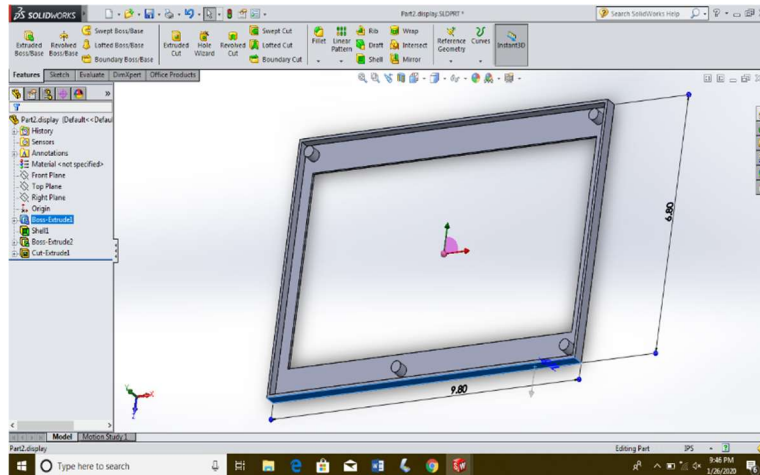 SOLIDWORKS
Part2.display.SLDPRT *
Search SolidWorks Help
Extruded Boss/Base
Revolved Boss/Base
Swept Boss/Base
Lofted Boss/Base
Boundary Boss/Base
Extruded Cut
Hole Wizard
Revolved Cut
Swept Cut
Lofted Cut
Boundary Cut
Fillet
Linear Pattern
Rib
Draft
Shell
Wrap
Intersect
Mirror
Reference Geometry
Curves
Instant3D
Features Sketch Evaluate DimXpert Office Products
Part2.display (Default<<Defaul
History
Sensors
Annotations
Material <not specified>
Front Plane
Top Plane
Right Plane
Origin
Boss-Extrude1
Shell1
Boss-Extrude2
Cut-Extrude1
6.80
9.80
Model Motion Study 1
Part2.display
Editing Part IPS
Type here to search
9:46 PM
1/26/2020